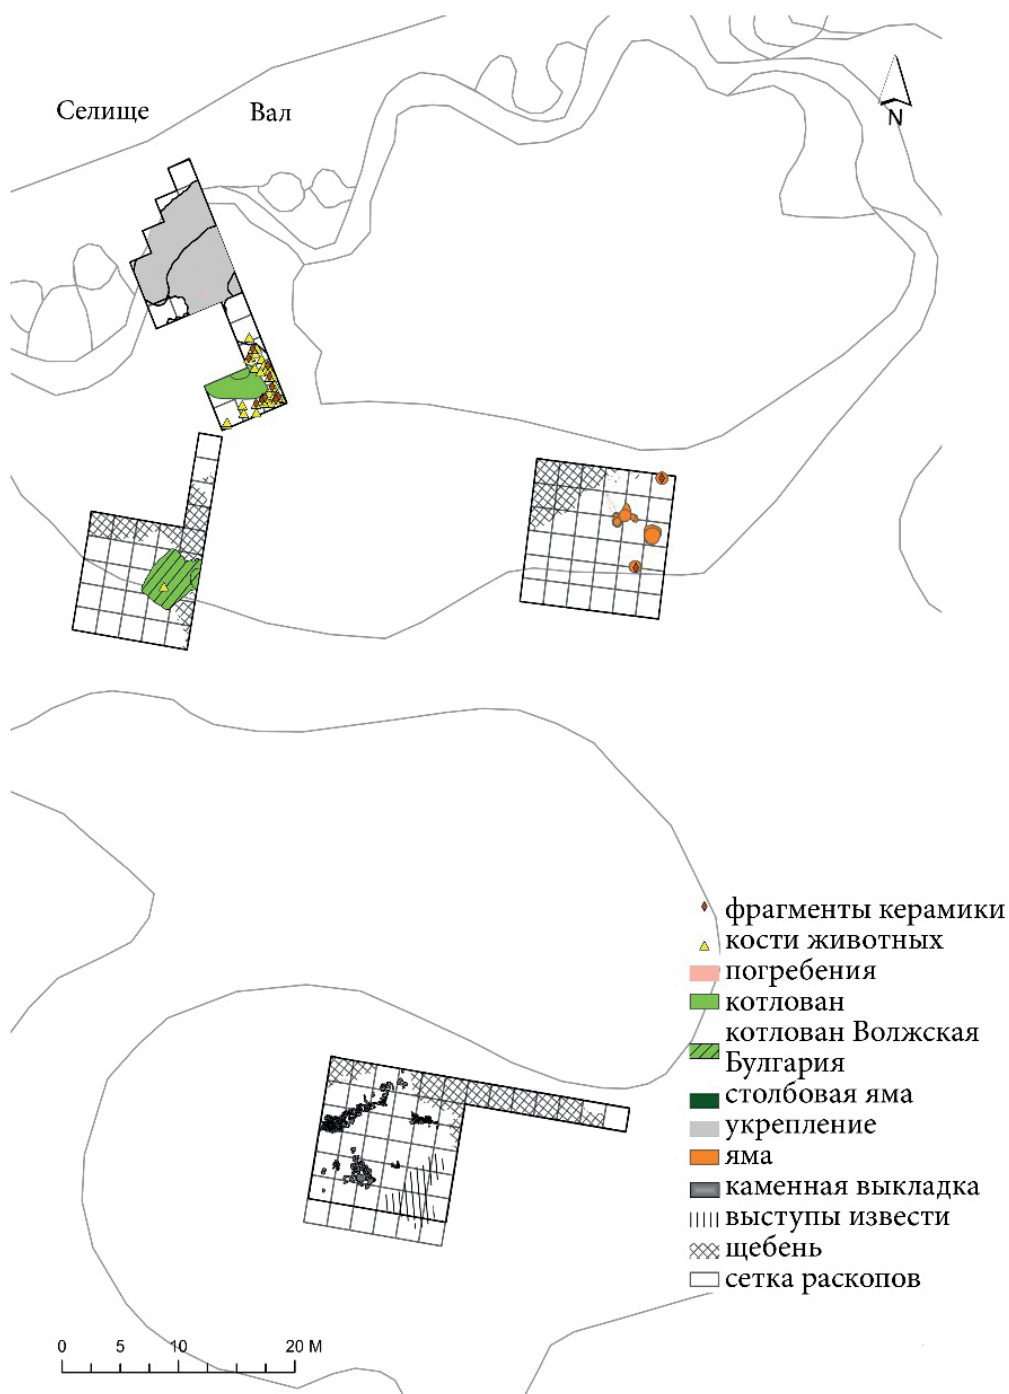 Селище
Вал
N
фрагменты керамики
кости животных
погребения
котлован
котлован Волжская
Булгария
столбовая яма
укрепление
яма
каменная выкладка
выступы извести
щебень
сетка раскопов
0 5 10 20 М